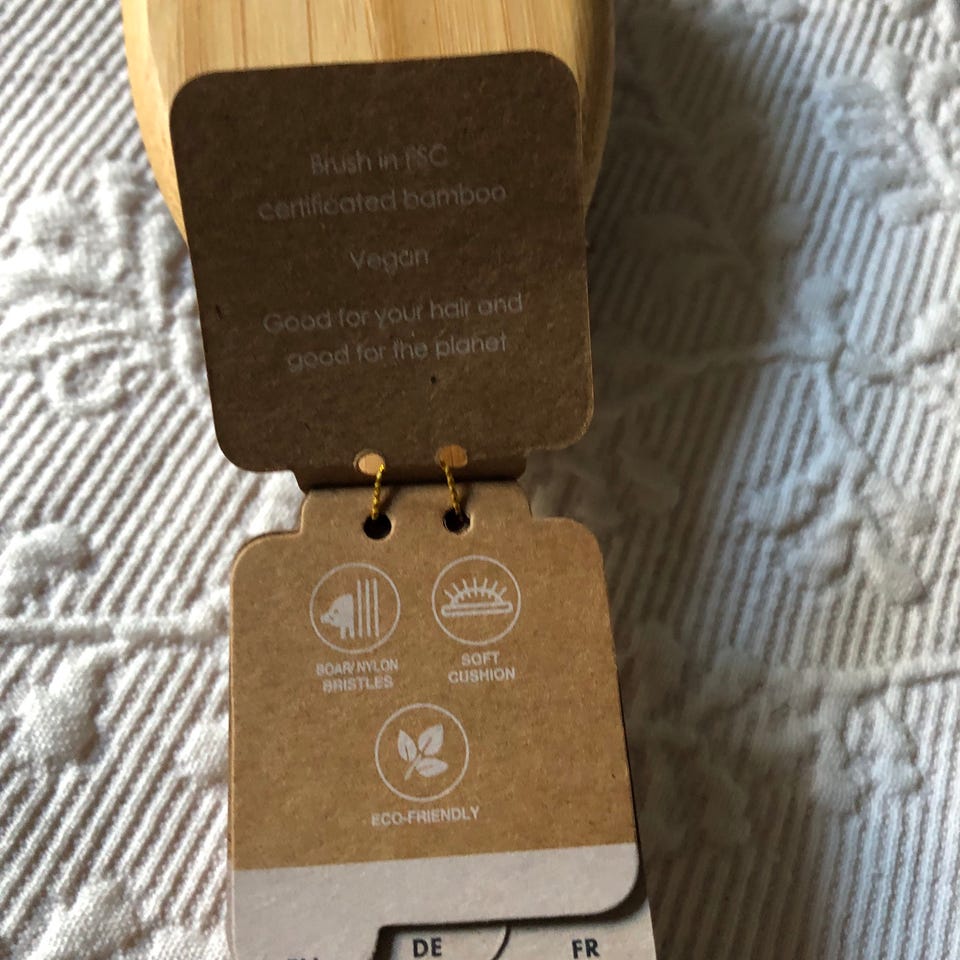 Brush in FSC
certificated bamboo
Vegan
Good for your hair and
good for the planet
BOAR/NYLON
BRISTLES
SOFT
CUSHION
ECO-FRIENDLY
DE
FR